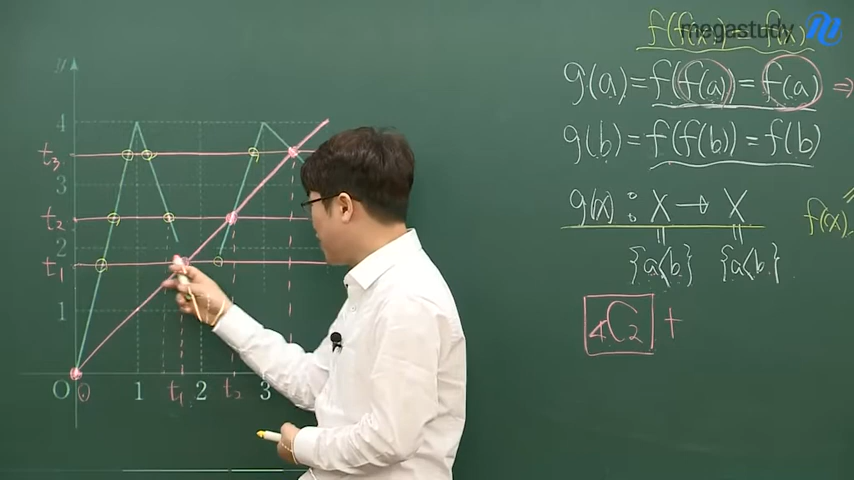 f(f(x)) = f(x)
megastudy
g(a) = f(f(a)) = f(a) ⇒
g(b) = f(f(b)) = f(b)
g(x) : X → X
f(x)
{a<b} {a<b}
₄C₂ +
y
4
t₃
3
t₂
2
t₁
1
O 0 1 t₁ 2 t₂ 3